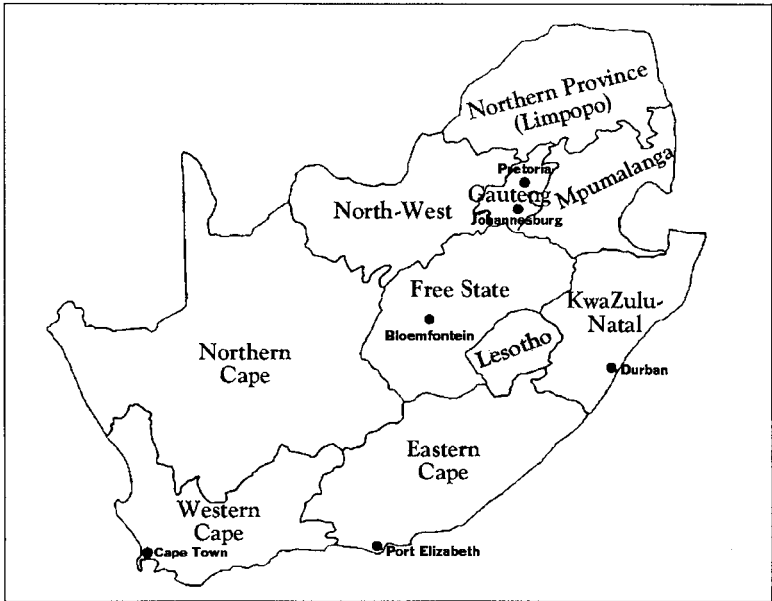 Northern Province
(Limpopo)
Pretoria
Mpumalanga
Gauteng
North-West
Johannesburg
Free State
KwaZulu-
Natal
Bloemfontein
Lesotho
Northern
Cape
Durban
Eastern
Cape
Western
Cape
Cape Town
Port Elizabeth